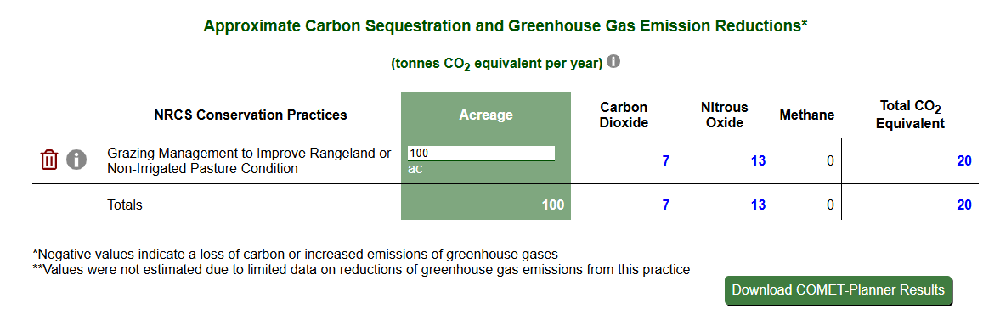 Approximate Carbon Sequestration and Greenhouse Gas Emission Reductions*
(tonnes CO2 equivalent per year) i
NRCS Conservation Practices Acreage Carbon Dioxide Nitrous Oxide Methane Total CO2 Equivalent
i Grazing Management to Improve Rangeland or
Non-Irrigated Pasture Condition
100
ac
7 13 0 20
Totals 100 7 13 0 20
*Negative values indicate a loss of carbon or increased emissions of greenhouse gases
**Values were not estimated due to limited data on reductions of greenhouse gas emissions from this practice
Download COMET-Planner Results